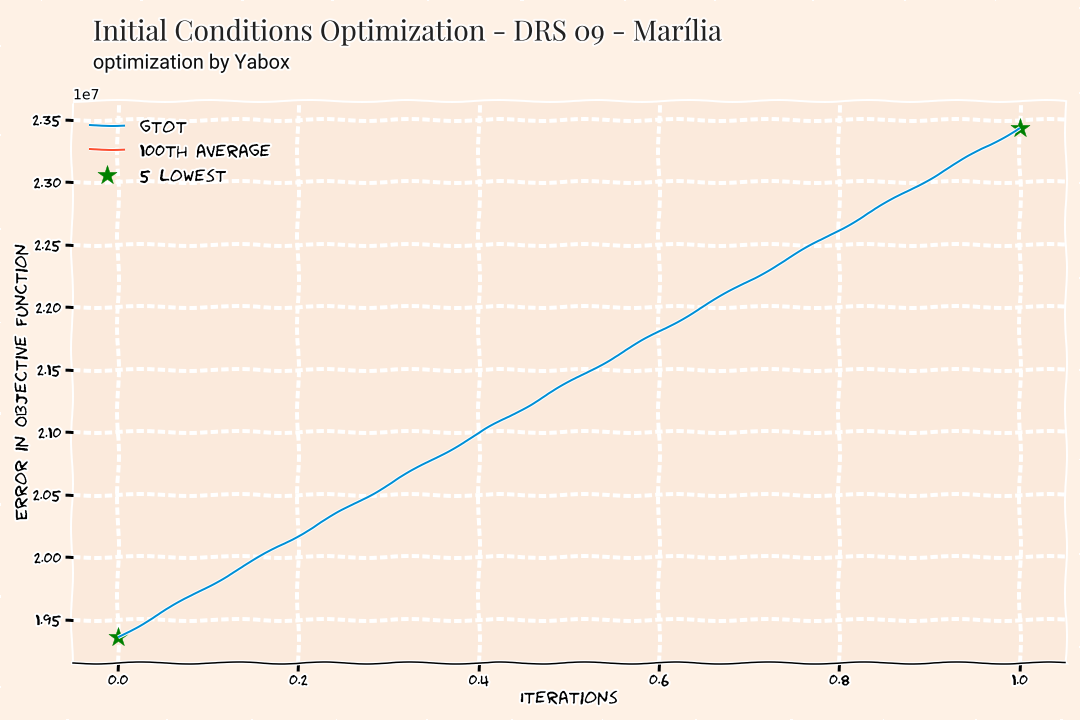 Initial Conditions Optimization - DRS 09 - Marília
optimization by Yabox
1e7
GTOT
100TH AVERAGE
5 LOWEST
2.35
2.30
2.25
2.20
2.15
2.10
2.05
2.00
1.95
ERROR IN OBJECTIVE FUNCTION
0.0 0.2 0.4 0.6 0.8 1.0
ITERATIONS